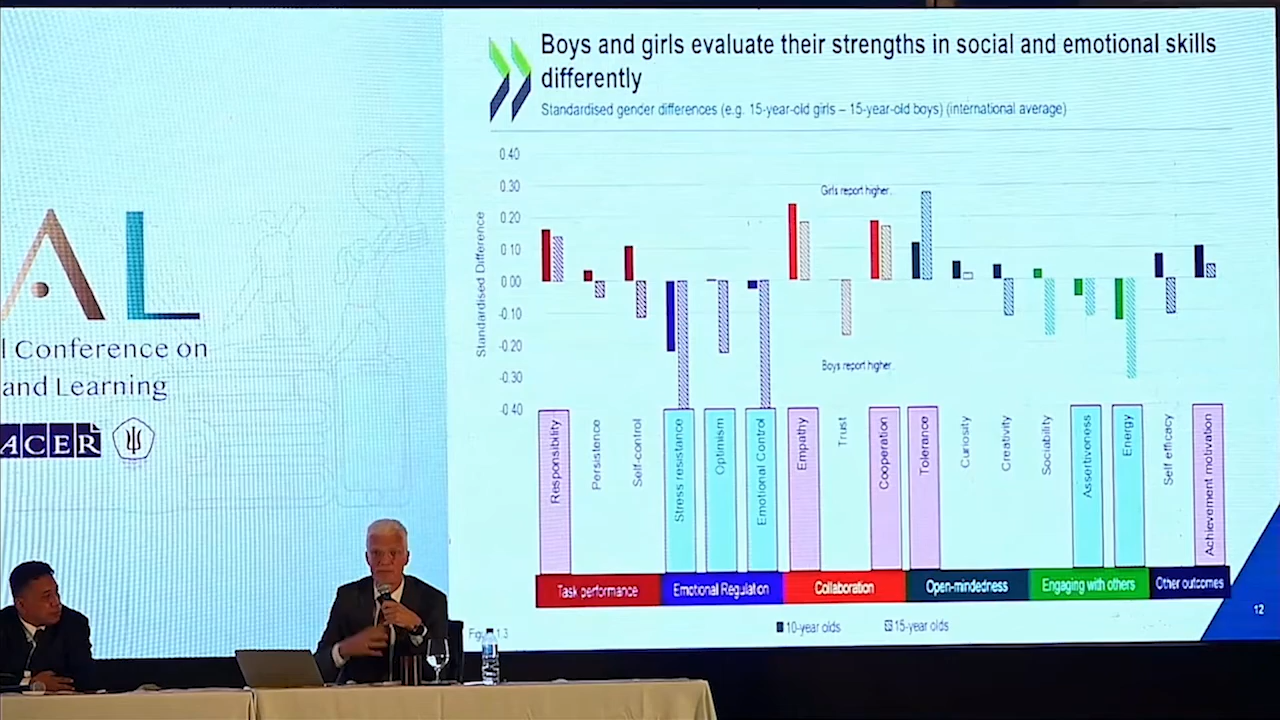 AL
l Conference on
and Learning
ACER
Boys and girls evaluate their strengths in social and emotional skills
differently
Standardised gender differences (e.g. 15-year-old girls – 15-year-old boys) (international average)
Standardised Difference
0.40
0.30
0.20
0.10
0.00
-0.10
-0.20
-0.30
-0.40
Girls report higher
Boys report higher
Responsibility
Persistence
Self-control
Stress resistance
Optimism
Emotional Control
Empathy
Trust
Cooperation
Tolerance
Curiosity
Creativity
Sociability
Assertiveness
Energy
Self efficacy
Achievement motivation
Task performance
Emotional Regulation
Collaboration
Open-mindedness
Engaging with others
Other outcomes
10-year olds
15-year olds
12